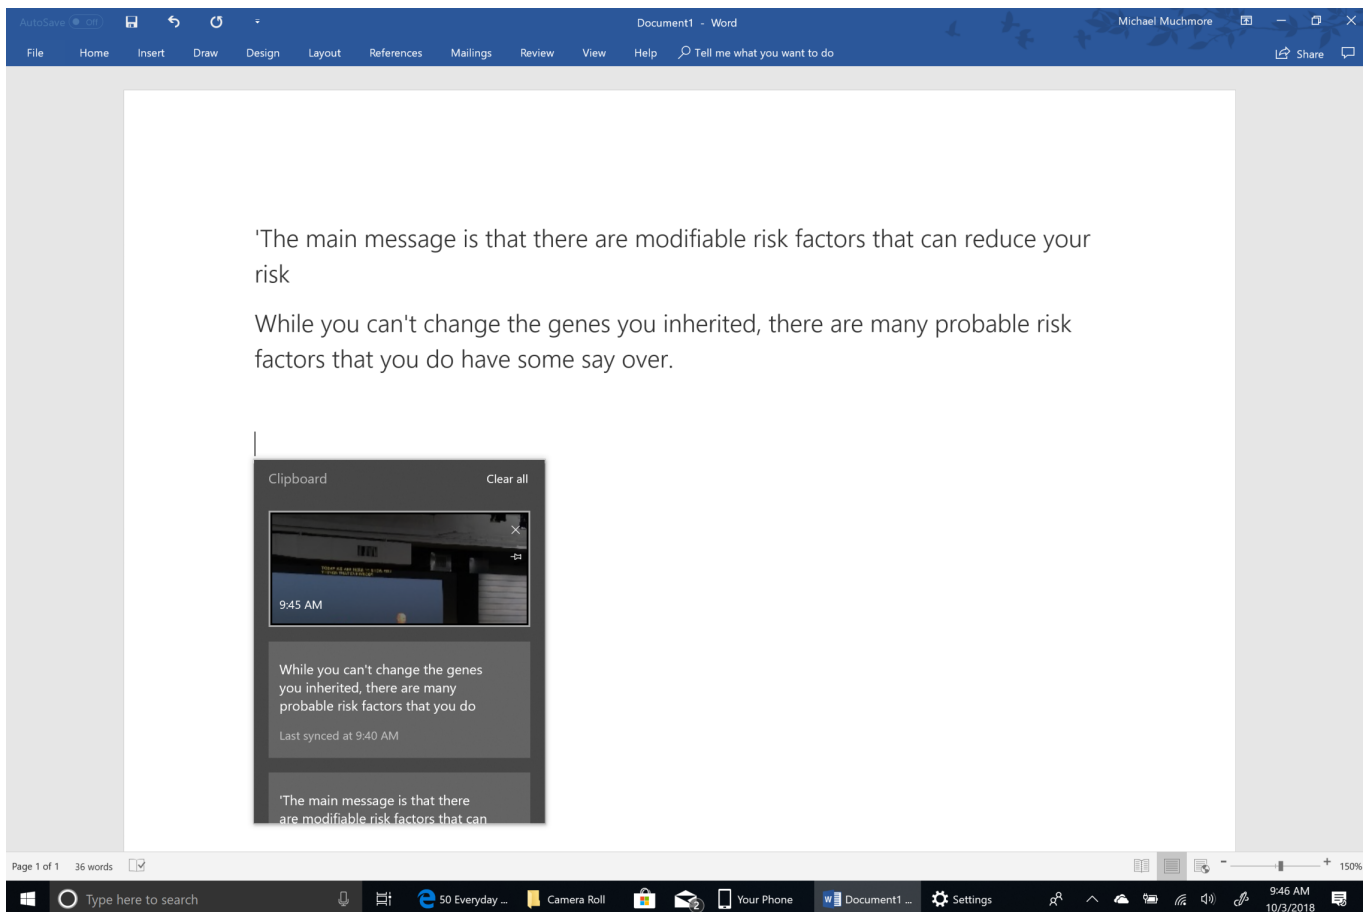 AutoSave Off
Document1 - Word
Michael Muchmore
File Home Insert Draw Design Layout References Mailings Review View Help Tell me what you want to do
Share
'The main message is that there are modifiable risk factors that can reduce your
risk
While you can't change the genes you inherited, there are many probable risk
factors that you do have some say over.
Clipboard Clear all
9:45 AM
While you can't change the genes
you inherited, there are many
probable risk factors that you do
Last synced at 9:40 AM
'The main message is that there
are modifiable risk factors that can
Page 1 of 1 36 words
150%
Type here to search
50 Everyday ...
Camera Roll
2
Your Phone
Document1 ...
Settings
9:46 AM
10/3/2018